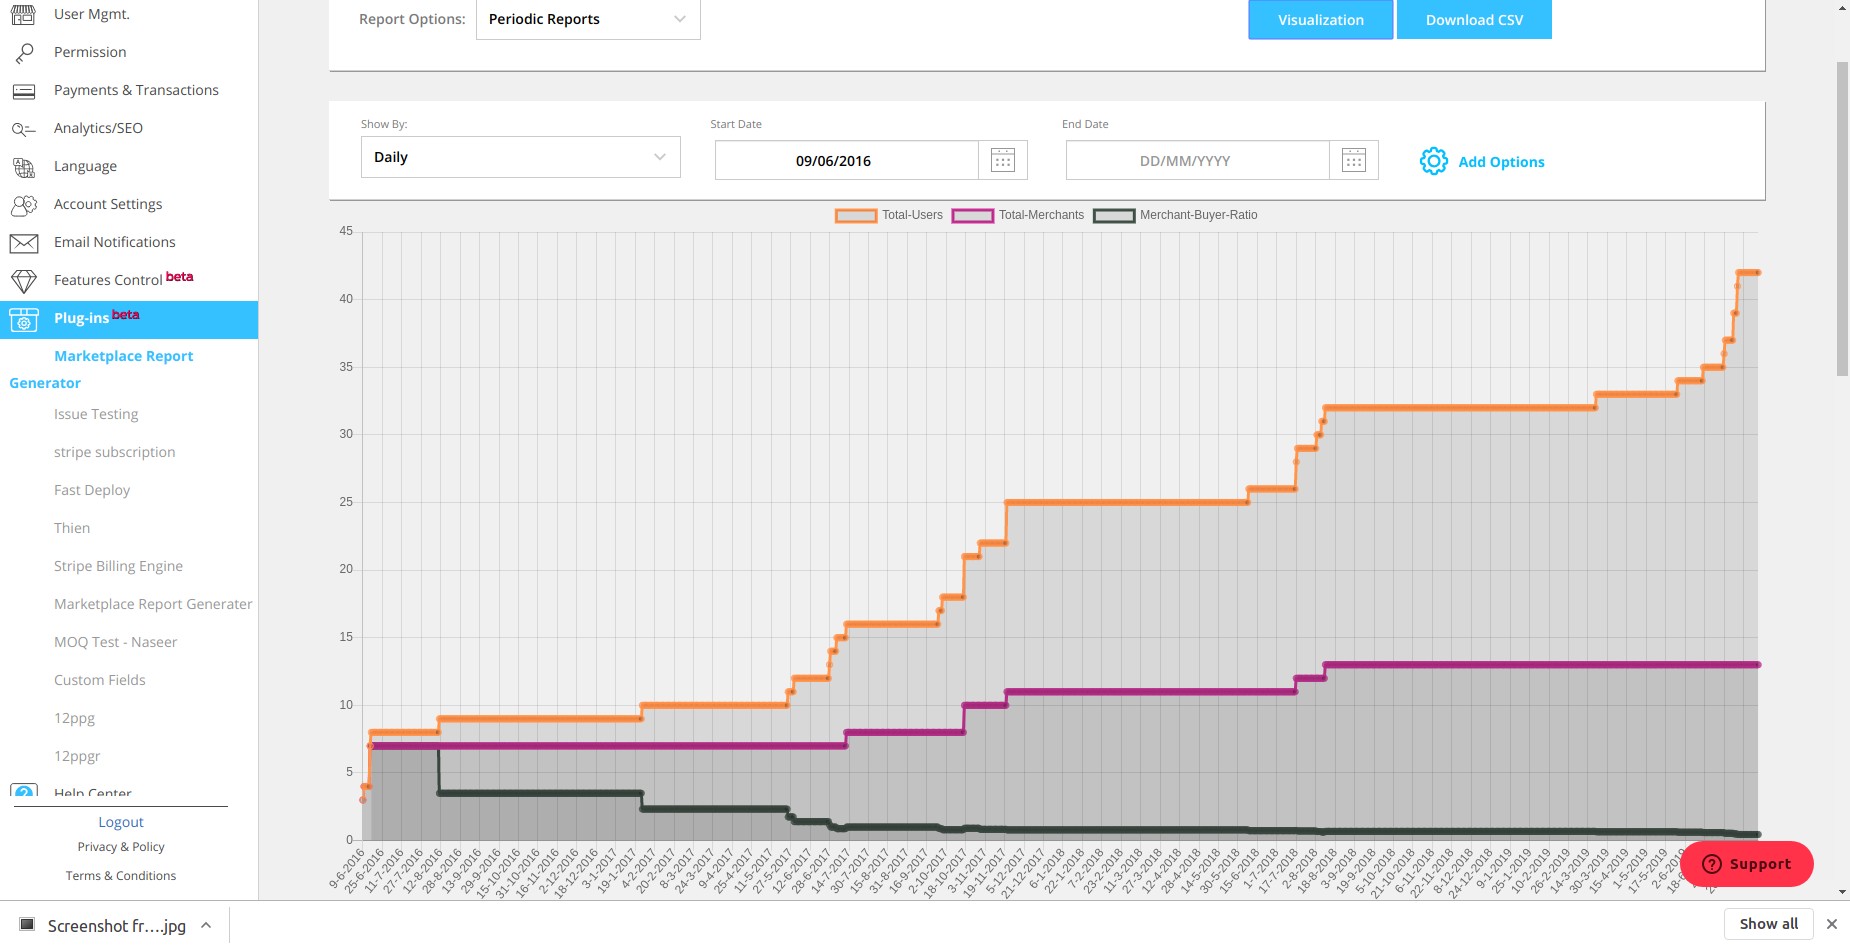 User Mgmt.
Permission
Payments & Transactions
Analytics/SEO
Language
Account Settings
Email Notifications
Features Control beta
Plug-ins beta
Marketplace Report
Generator
Issue Testing
stripe subscription
Fast Deploy
Thien
Stripe Billing Engine
Marketplace Report Generater
MOQ Test - Naseer
Custom Fields
12ppg
12ppgr
Help Center
Logout
Privacy & Policy
Terms & Conditions
Report Options: Periodic Reports
Visualization Download CSV
Show By: Start Date End Date
Daily 09/06/2016 DD/MM/YYYY Add Options
Total-Users Total-Merchants Merchant-Buyer-Ratio
45
40
35
30
25
20
15
10
5
0
9-6-2016 25-6-2016 11-7-2016 27-7-2016 12-8-2016 28-8-2016 13-9-2016 29-9-2016 15-10-2016 31-10-2016 16-11-2016 2-12-2016 18-12-2016 3-1-2017 19-1-2017 4-2-2017 20-2-2017 8-3-2017 24-3-2017 9-4-2017 25-4-2017 11-5-2017 27-5-2017 12-6-2017 28-6-2017 14-7-2017 30-7-2017 15-8-2017 31-8-2017 16-9-2017 2-10-2017 18-10-2017 3-11-2017 19-11-2017 5-12-2017 21-12-2017 6-1-2018 22-1-2018 7-2-2018 23-2-2018 11-3-2018 27-3-2018 12-4-2018 28-4-2018 14-5-2018 30-5-2018 15-6-2018 1-7-2018 17-7-2018 2-8-2018 18-8-2018 3-9-2018 19-9-2018 5-10-2018 21-10-2018 6-11-2018 22-11-2018 8-12-2018 24-12-2018 9-1-2019 25-1-2019 10-2-2019 26-2-2019 14-3-2019 30-3-2019 15-4-2019 1-5-2019 17-5-2019 2-6-2019
Support
Screenshot fr....jpg
Show all